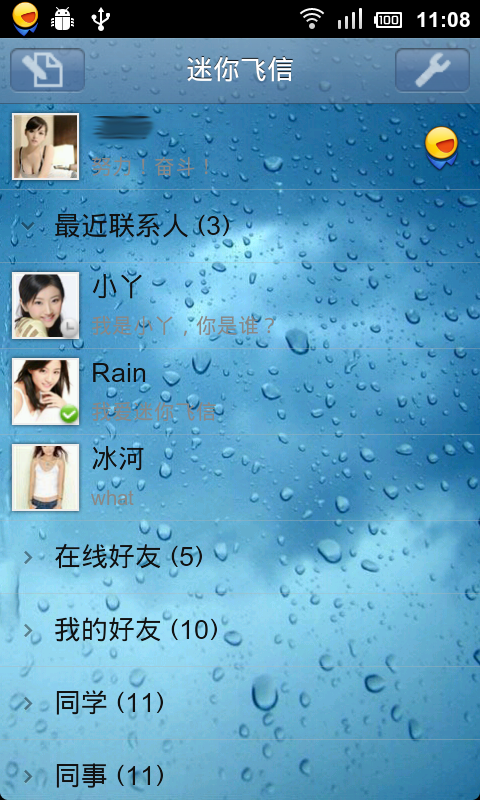 100 11:08
迷你飞信
努力！奋斗！
最近联系人 (3)
小丫
我是小丫，你是谁？
Rain
我爱迷你飞信
冰河
what
在线好友 (5)
我的好友 (10)
同学 (11)
同事 (11)